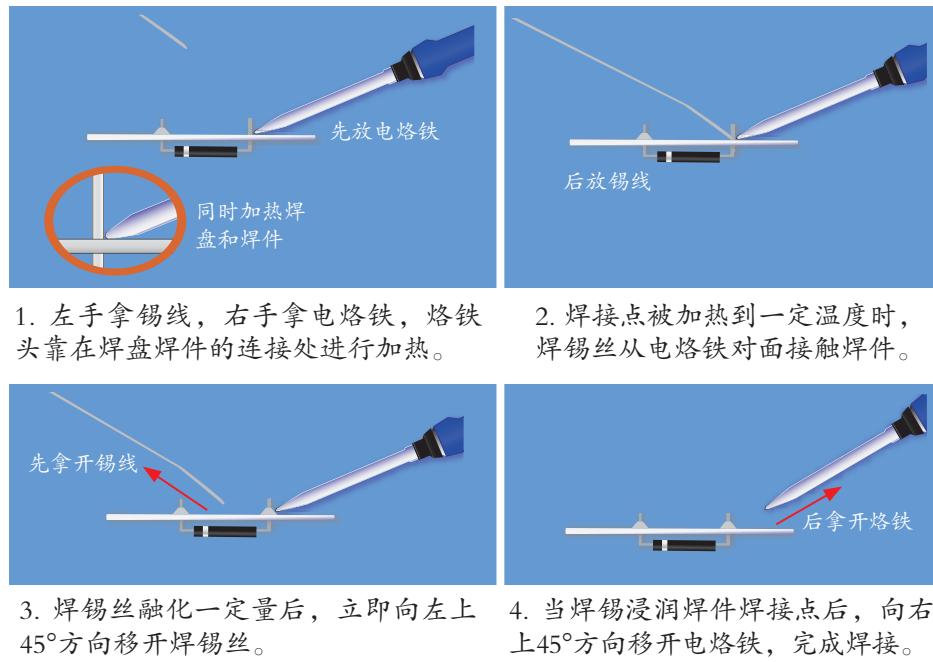 先放电烙铁
同时加热焊
盘和焊件
后放锡线
1. 左手拿锡线，右手拿电烙铁，烙铁
头靠在焊盘焊件的连接处进行加热。
2. 焊接点被加热到一定温度时，
焊锡丝从电烙铁对面接触焊件。
先拿开锡线
后拿开烙铁
3. 焊锡丝融化一定量后，立即向左上
45°方向移开焊锡丝。
4. 当焊锡浸润焊件焊接点后，向右
上45°方向移开电烙铁，完成焊接。